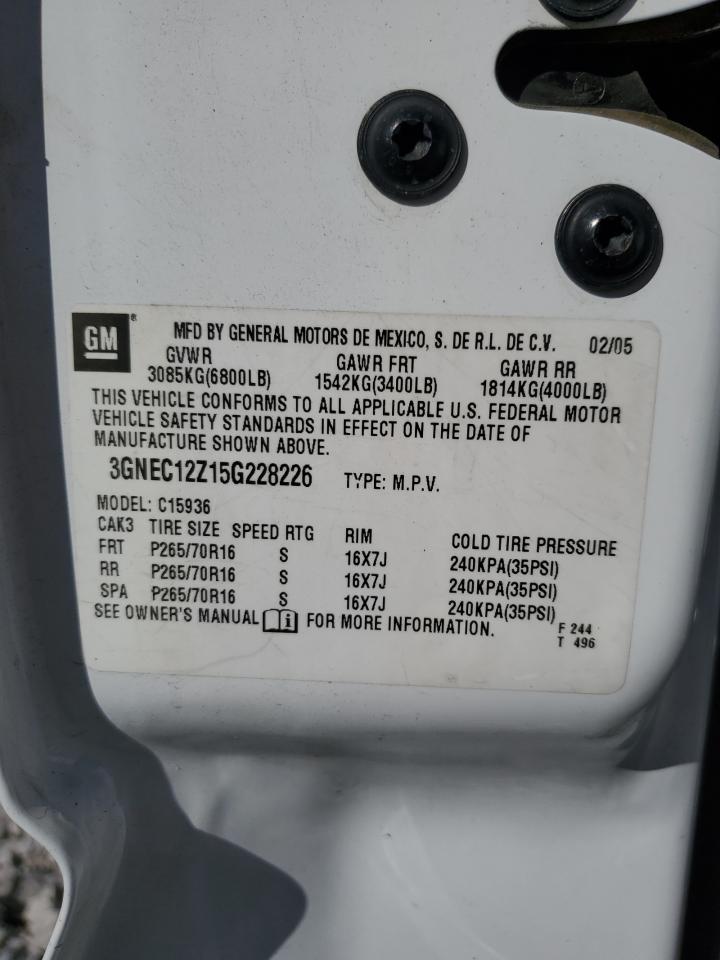 GM ® MFD BY GENERAL MOTORS DE MEXICO, S. DE R.L. DE C.V. 02/05
GVWR GAWR FRT GAWR RR
3085KG(6800LB) 1542KG(3400LB) 1814KG(4000LB)
THIS VEHICLE CONFORMS TO ALL APPLICABLE U.S. FEDERAL MOTOR
VEHICLE SAFETY STANDARDS IN EFFECT ON THE DATE OF
MANUFACTURE SHOWN ABOVE.
3GNEC12Z15G228226 TYPE: M.P.V.
MODEL: C15936
CAK3 TIRE SIZE SPEED RTG RIM COLD TIRE PRESSURE
FRT P265/70R16 S 16X7J 240KPA(35PSI)
RR P265/70R16 S 16X7J 240KPA(35PSI)
SPA P265/70R16 S 16X7J 240KPA(35PSI)
SEE OWNER'S MANUAL i FOR MORE INFORMATION.
F 244
T 496